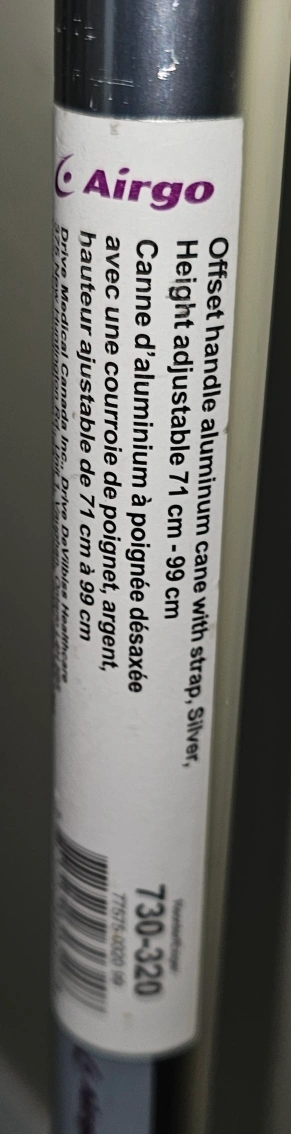 Airgo
Offset handle aluminum cane with strap, Silver,
Height adjustable 71 cm - 99 cm
Canne d'aluminium à poignée désaxée
avec une courroie de poignet, argent,
hauteur ajustable de 71 cm à 99 cm
Drive Medical Canada Inc., Drive DeVilbiss Healthcare
730-320
Airgo